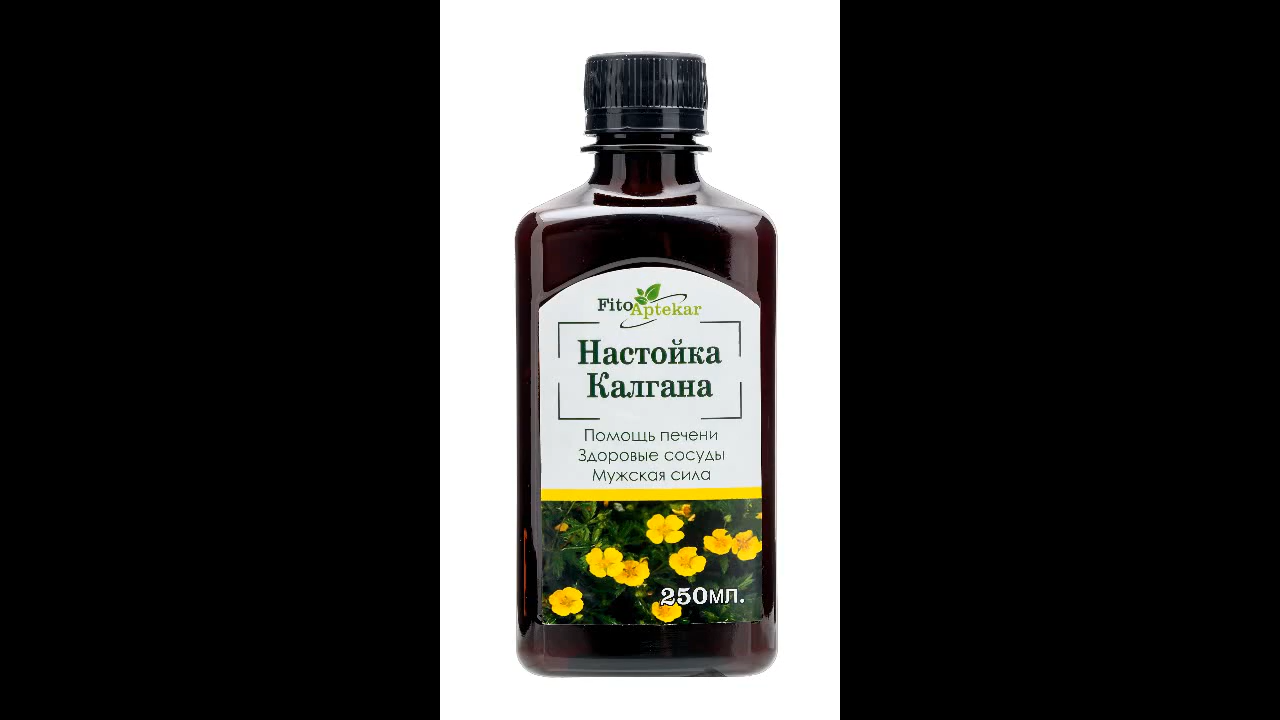 FitoAptekar
Настойка
Калгана
Помощь печени
Здоровые сосуды
Мужская сила
250мл.